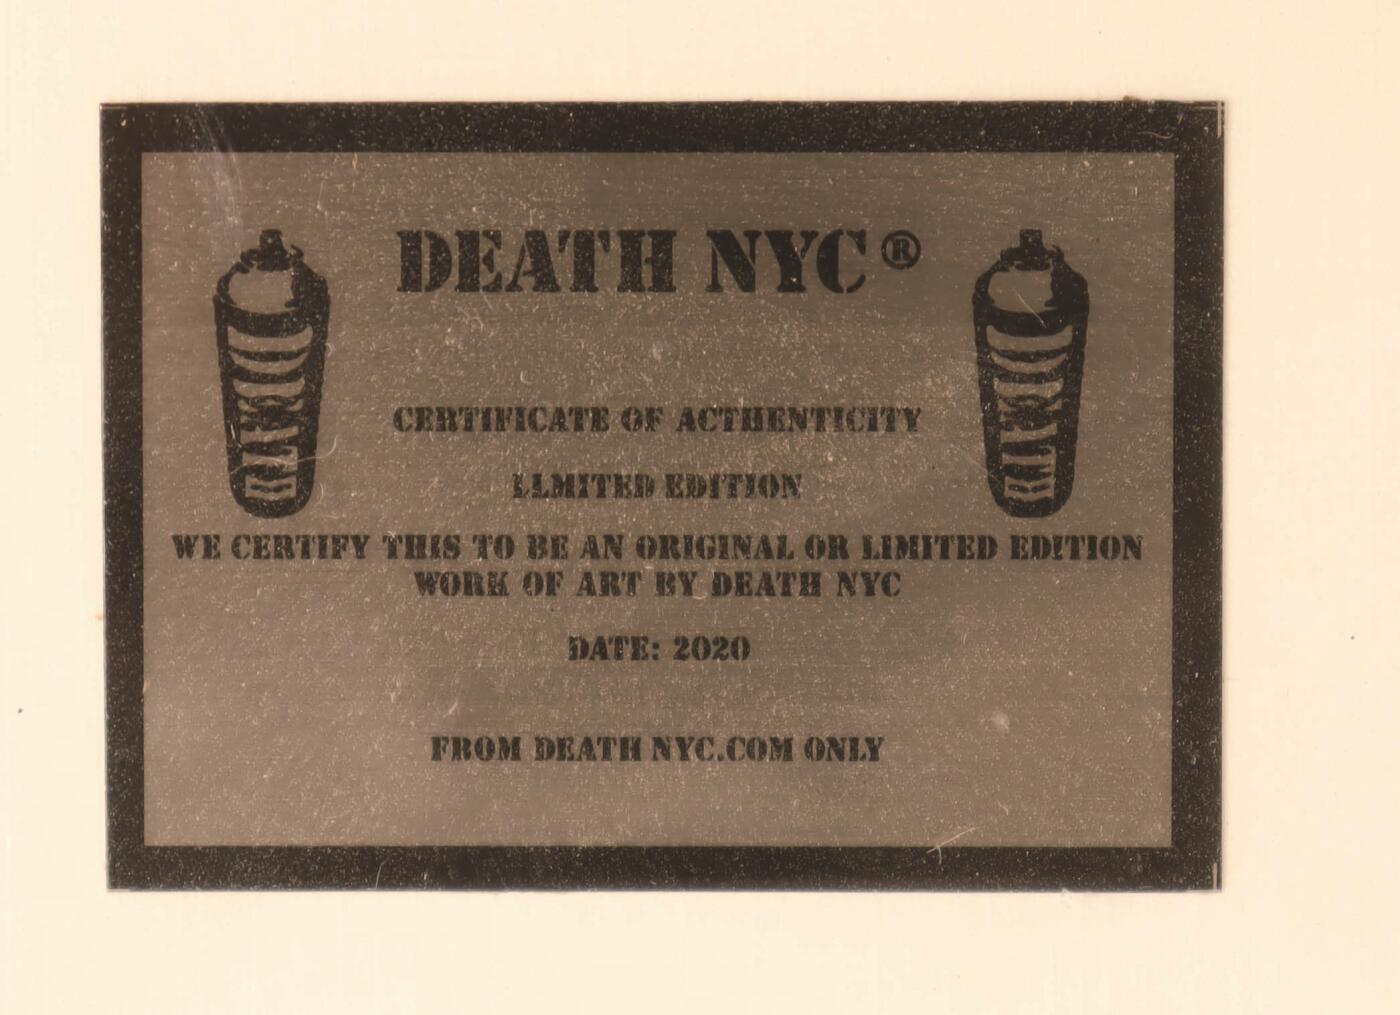 DEATH NYC®
CERTIFICATE OF ACTHENTICITY
LLMITED EDITION
WE CERTIFY THIS TO BE AN ORIGINAL OR LIMITED EDITION
WORK OF ART BY DEATH NYC
DATE: 2020
FROM DEATH NYC.COM ONLY